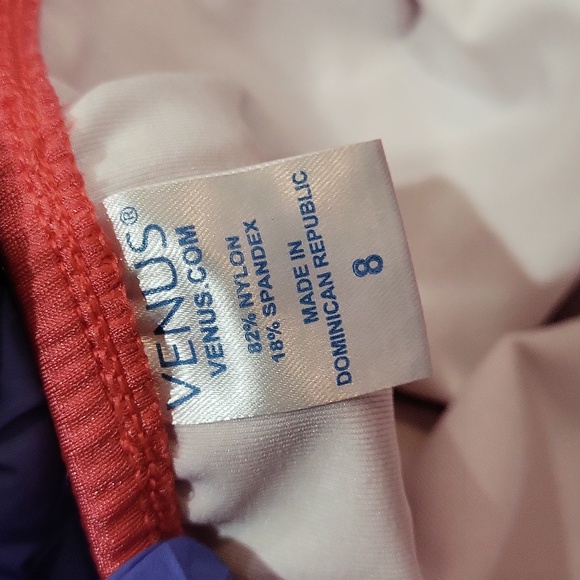 VENUS®
VENUS.COM
82% NYLON
18% SPANDEX
MADE IN
DOMINICAN REPUBLIC
8